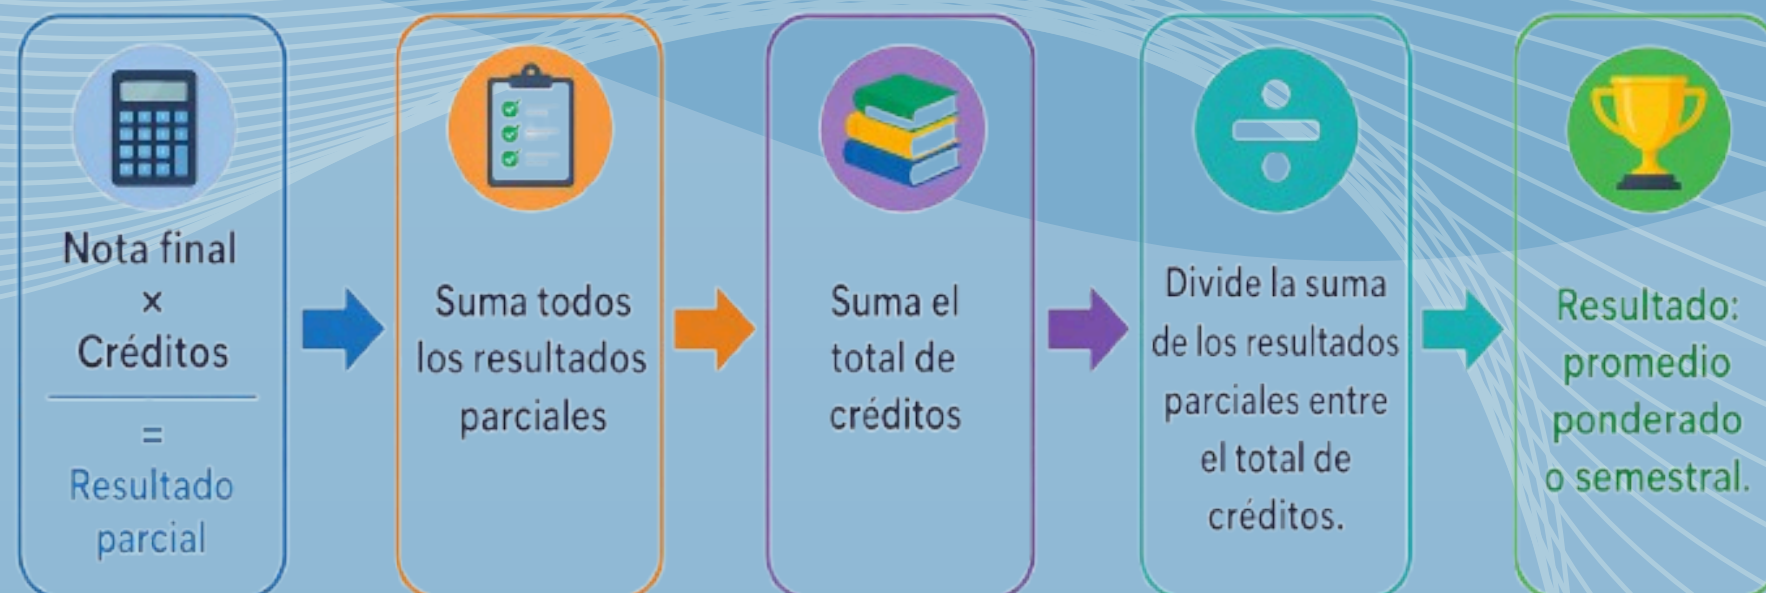 Nota final
×
Créditos
=
Resultado
parcial
Suma todos
los resultados
parciales
Suma el
total de
créditos
Divide la suma
de los resultados
parciales entre
el total de
créditos.
Resultado:
promedio
ponderado
o semestral.